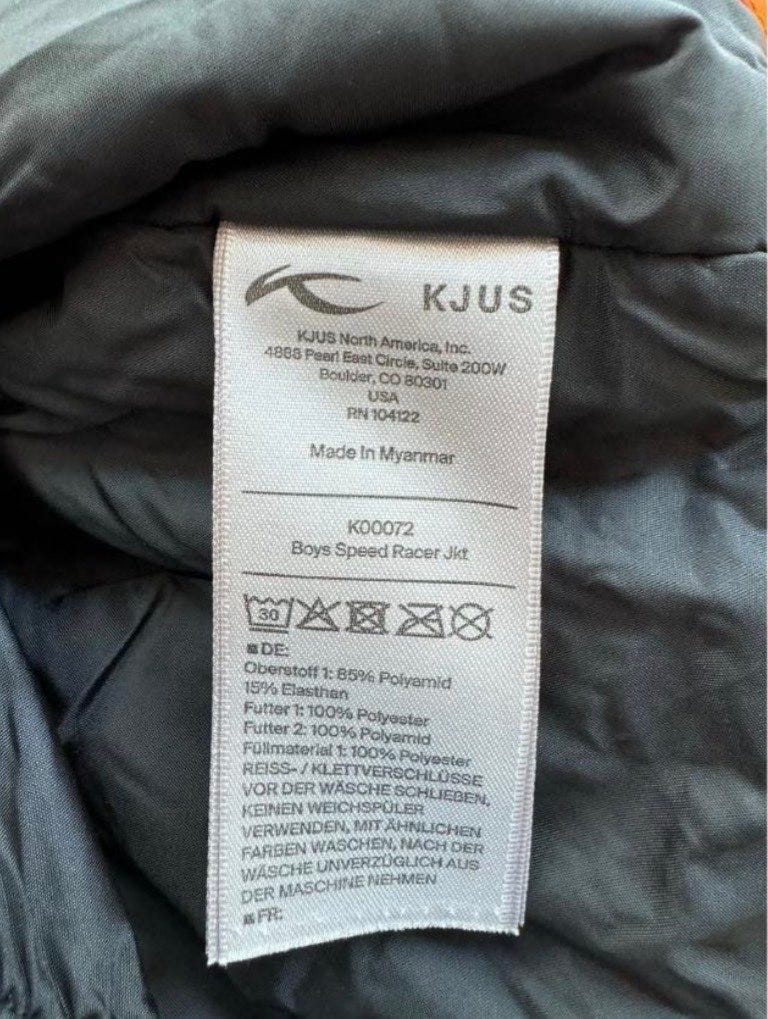 KJUS
KJUS North America, Inc.
4888 Pearl East Circle, Suite 200W
Boulder, CO 80301
USA
RN 104122
Made In Myanmar
K00072
Boys Speed Racer Jkt
30
DE:
Oberstoff 1: 85% Polyamid
15% Elasthan
Futter 1: 100% Polyester
Futter 2: 100% Polyamid
Füllmaterial 1: 100% Polyester
REISS- / KLETTVERSCHLÜSSE
VOR DER WÄSCHE SCHLIEßEN,
KEINEN WEICHSPÜLER
VERWENDEN, MIT ÄHNLICHEN
FARBEN WASCHEN, NACH DER
WÄSCHE UNVERZÜGLICH AUS
DER MASCHINE NEHMEN
FR: